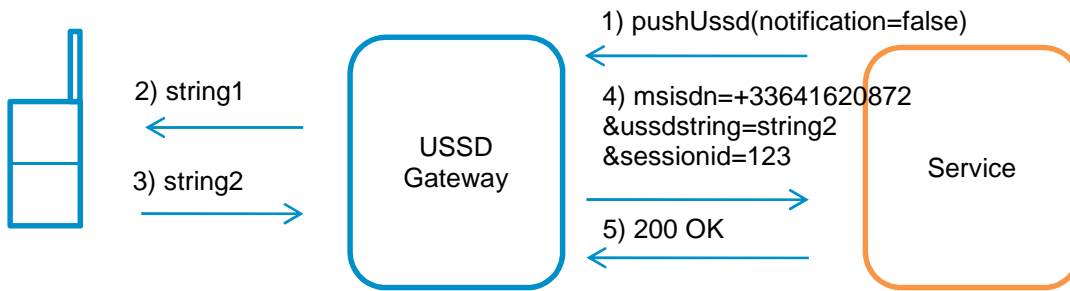 1) pushUssd(notification=false)
2) string1
3) string2
USSD
Gateway
4) msisdn=+33641620872
&ussdstring=string2
&sessionid=123
5) 200 OK
Service